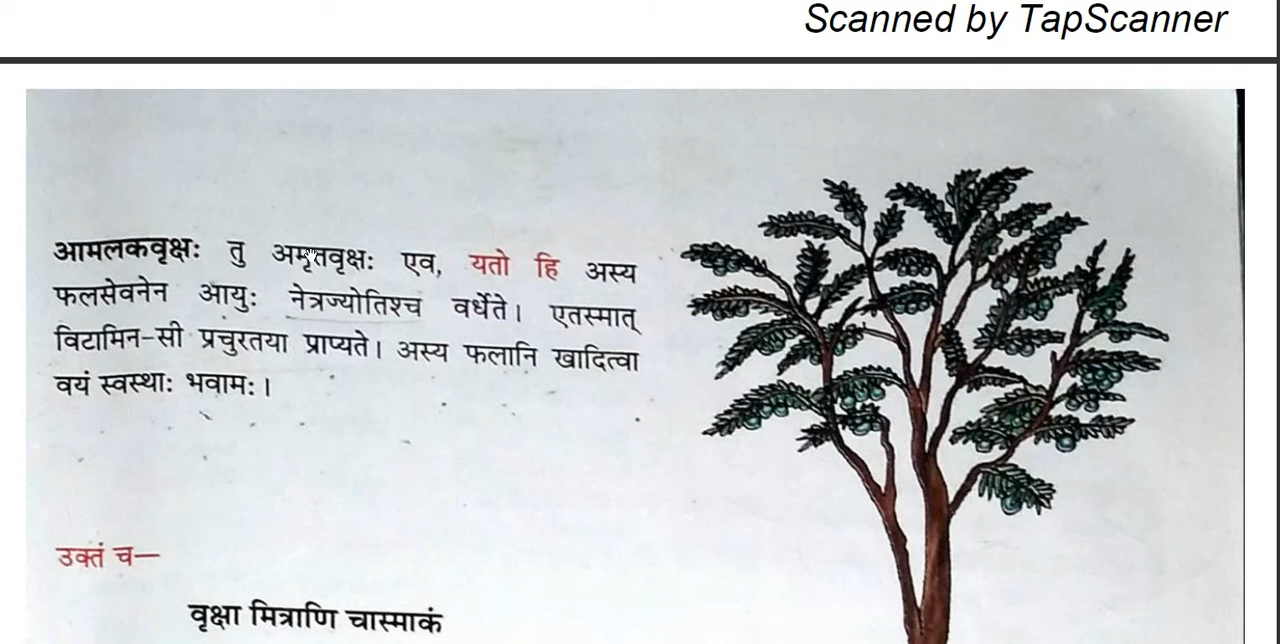 Scanned by TapScanner
आमलकवृक्षः तु अमृतवृक्षः एव, यतो हि अस्य
फलसेवनेन आयुः नेत्रज्योतिश्च वर्धेते। एतस्मात्
विटामिन-सी प्रचुरतया प्राप्यते। अस्य फलानि खादित्वा
वयं स्वस्थाः भवामः।
उक्तं च—
वृक्षा मित्राणि चास्माकं